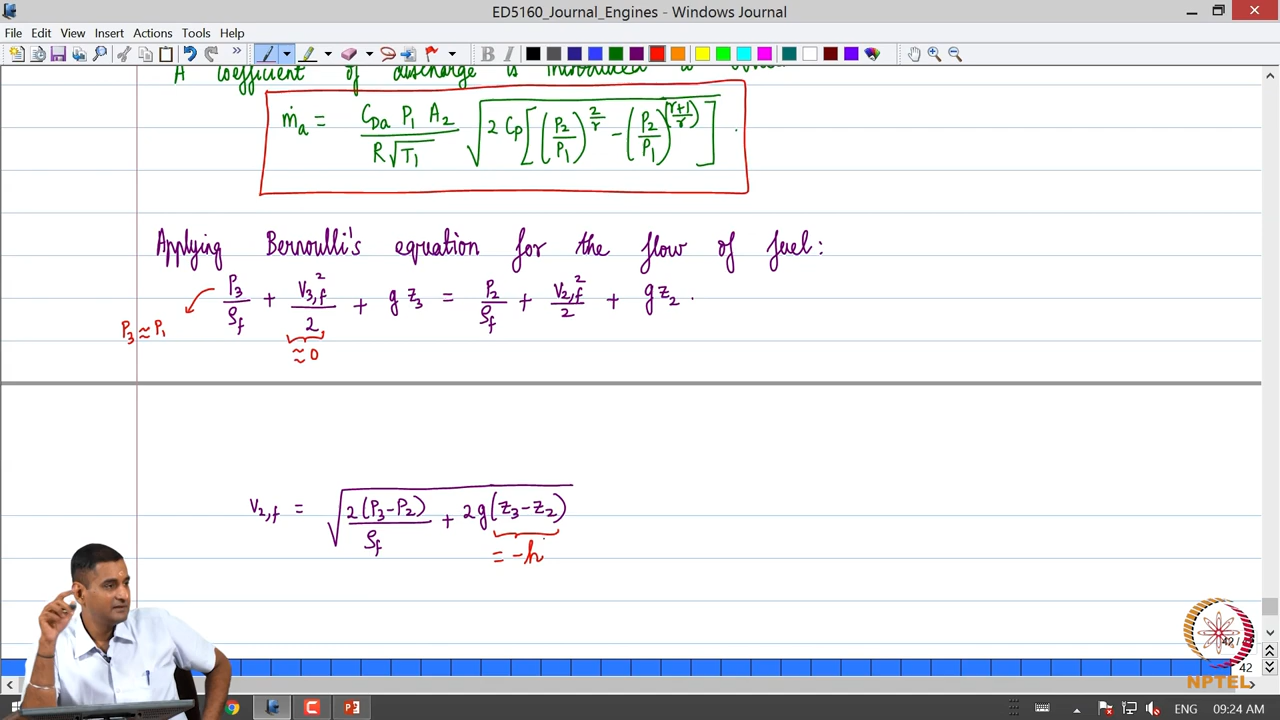 ED5160_Journal_Engines - Windows Journal
File Edit View Insert Actions Tools Help
A coefficient of discharge is introduced
ṁa = CDa P1 A2 / R√T1 √2 Cp[(P2/P1)^(2/r) - (P2/P1)^((r+1)/r)] .
Applying Bernoulli's equation for the flow of fuel:
P3/ρf + V3,f²/2 + g z3 = P2/ρf + V2,f²/2 + g z2 .
P3 ≈ P1
≈ 0
V2,f = √2(P3-P2)/ρf + 2g(z3-z2)
= -h
42 /
42
NPTEL
ENG 09:24 AM